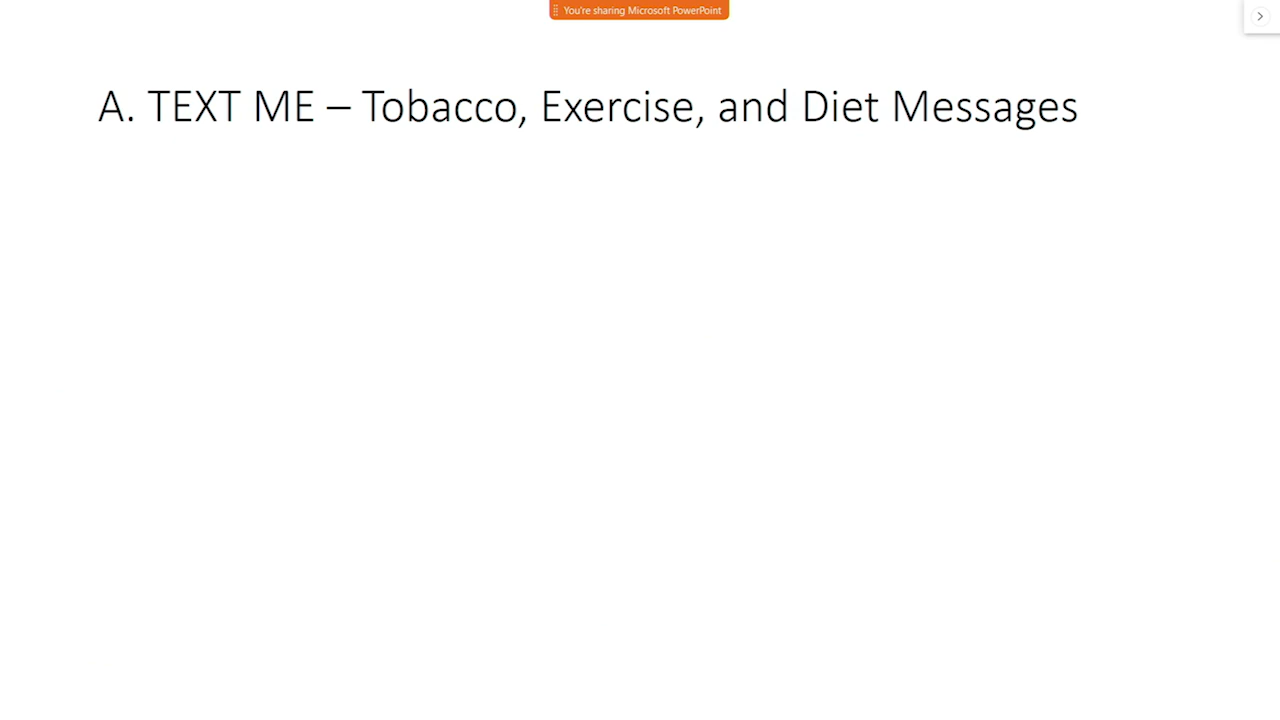 You're sharing Microsoft PowerPoint
A. TEXT ME – Tobacco, Exercise, and Diet Messages